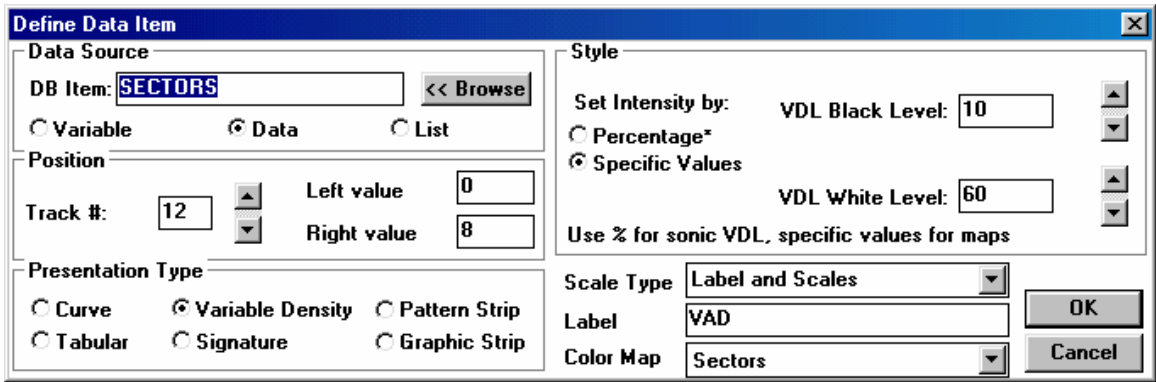 Define Data Item
Data Source
DB Item: SECTORS << Browse
Variable Data List
Position
Track #: 12
Left value 0
Right value 8
Presentation Type
Curve Variable Density Pattern Strip
Tabular Signature Graphic Strip
Style
Set Intensity by:
Percentage*
Specific Values
VDL Black Level: 10
VDL White Level: 60
Use % for sonic VDL, specific values for maps
Scale Type Label and Scales
Label VAD
Color Map Sectors
OK
Cancel